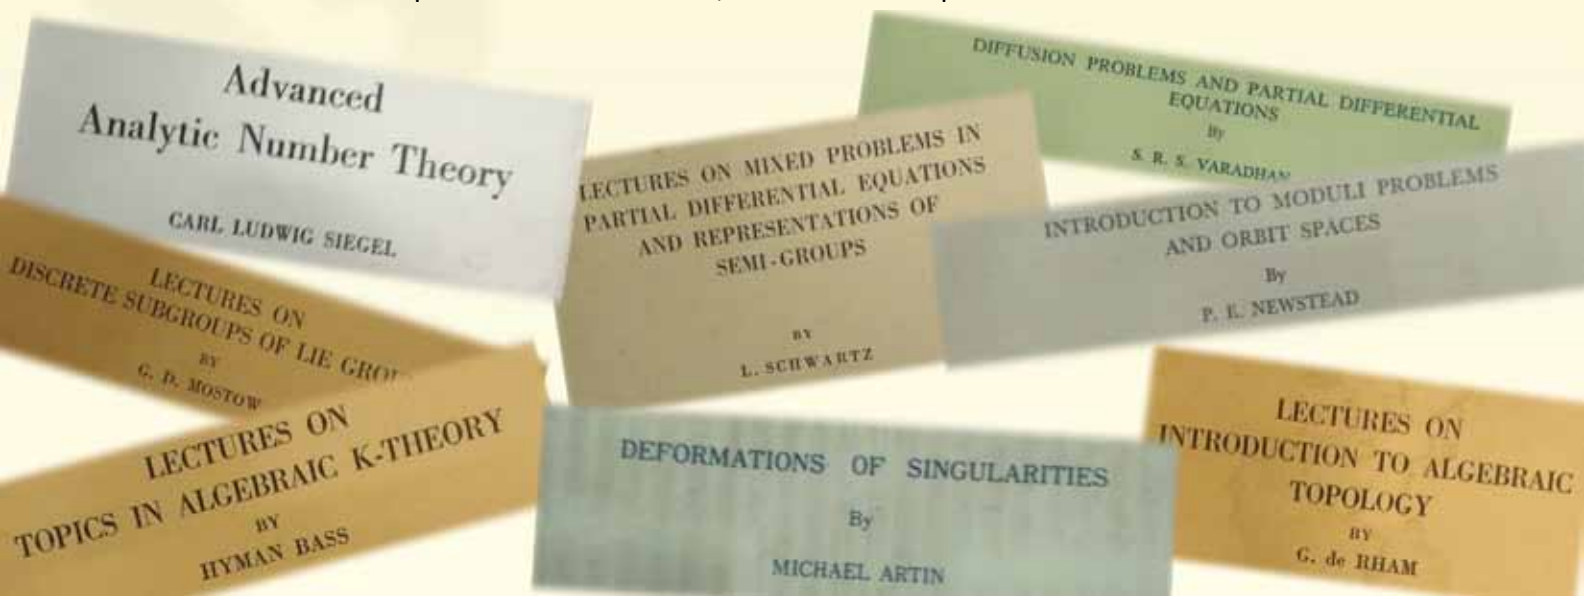 Advanced
Analytic Number Theory
CARL LUDWIG SIEGEL
DIFFUSION PROBLEMS AND PARTIAL DIFFERENTIAL
EQUATIONS
By
S. R. S. VARADHAN
LECTURES ON MIXED PROBLEMS IN
PARTIAL DIFFERENTIAL EQUATIONS
AND REPRESENTATIONS OF
SEMI-GROUPS
BY
L. SCHWARTZ
INTRODUCTION TO MODULI PROBLEMS
AND ORBIT SPACES
By
P. E. NEWSTEAD
LECTURES ON
DISCRETE SUBGROUPS OF LIE GROU
BY
G. D. MOSTOW
LECTURES ON
TOPICS IN ALGEBRAIC K-THEORY
BY
HYMAN BASS
DEFORMATIONS OF SINGULARITIES
By
MICHAEL ARTIN
LECTURES ON
INTRODUCTION TO ALGEBRAIC
TOPOLOGY
BY
G. de RHAM